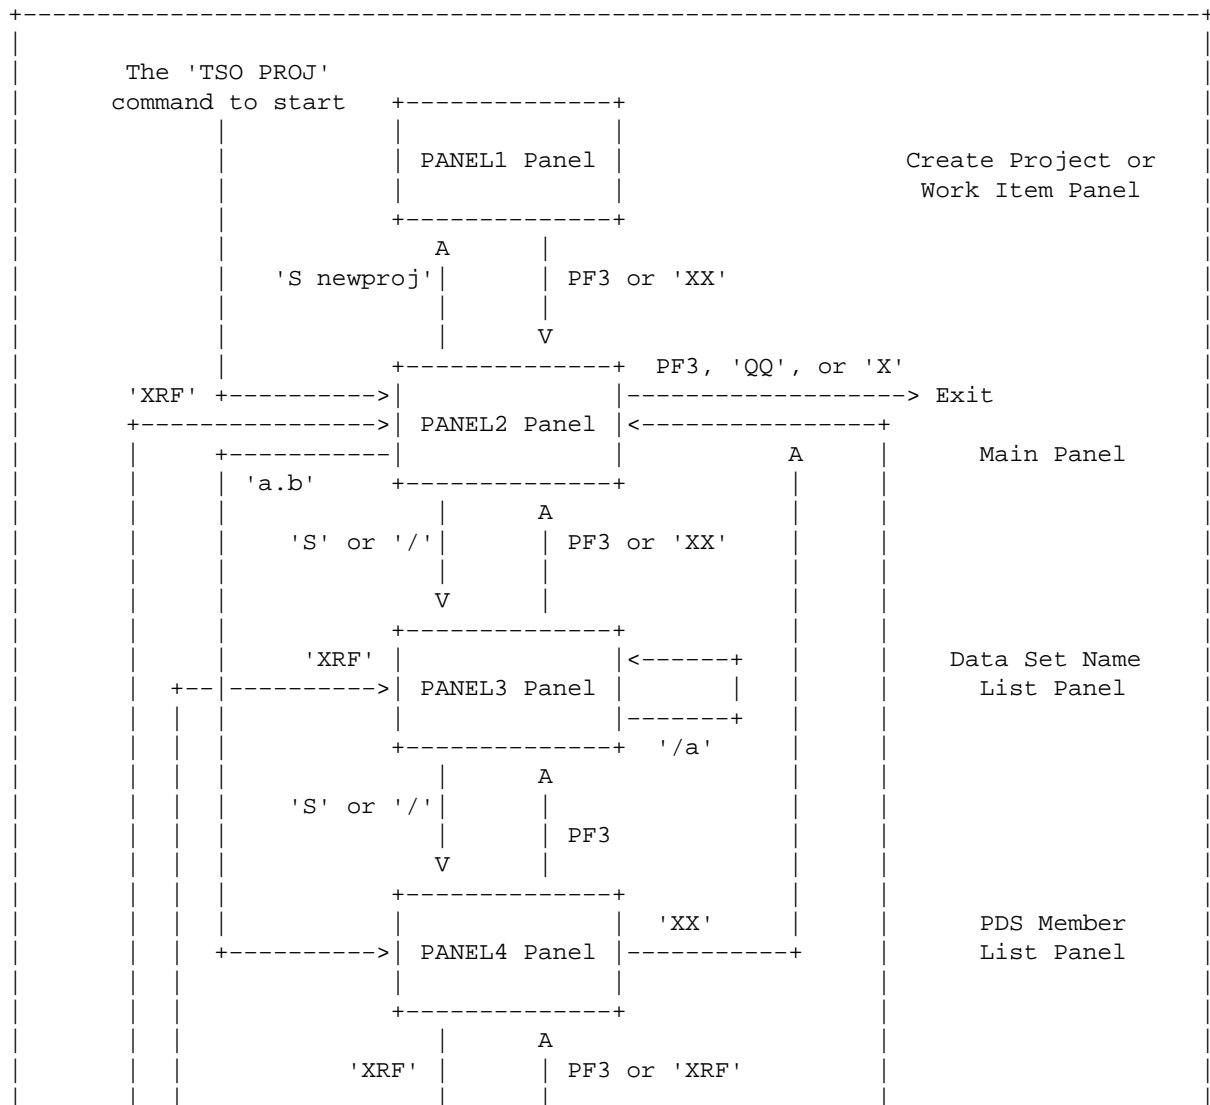 The 'TSO PROJ'
command to start
PANEL1 Panel Create Project or
Work Item Panel
A
'S newproj' PF3 or 'XX'
V
PF3, 'QQ', or 'X'
'XRF' Exit
PANEL2 Panel
A Main Panel
'a.b'
A
'S' or '/' PF3 or 'XX'
V
'XRF' Data Set Name
PANEL3 Panel List Panel
'/a'
A
'S' or '/'
PF3
V
'XX' PDS Member
PANEL4 Panel List Panel
A
'XRF' PF3 or 'XRF'